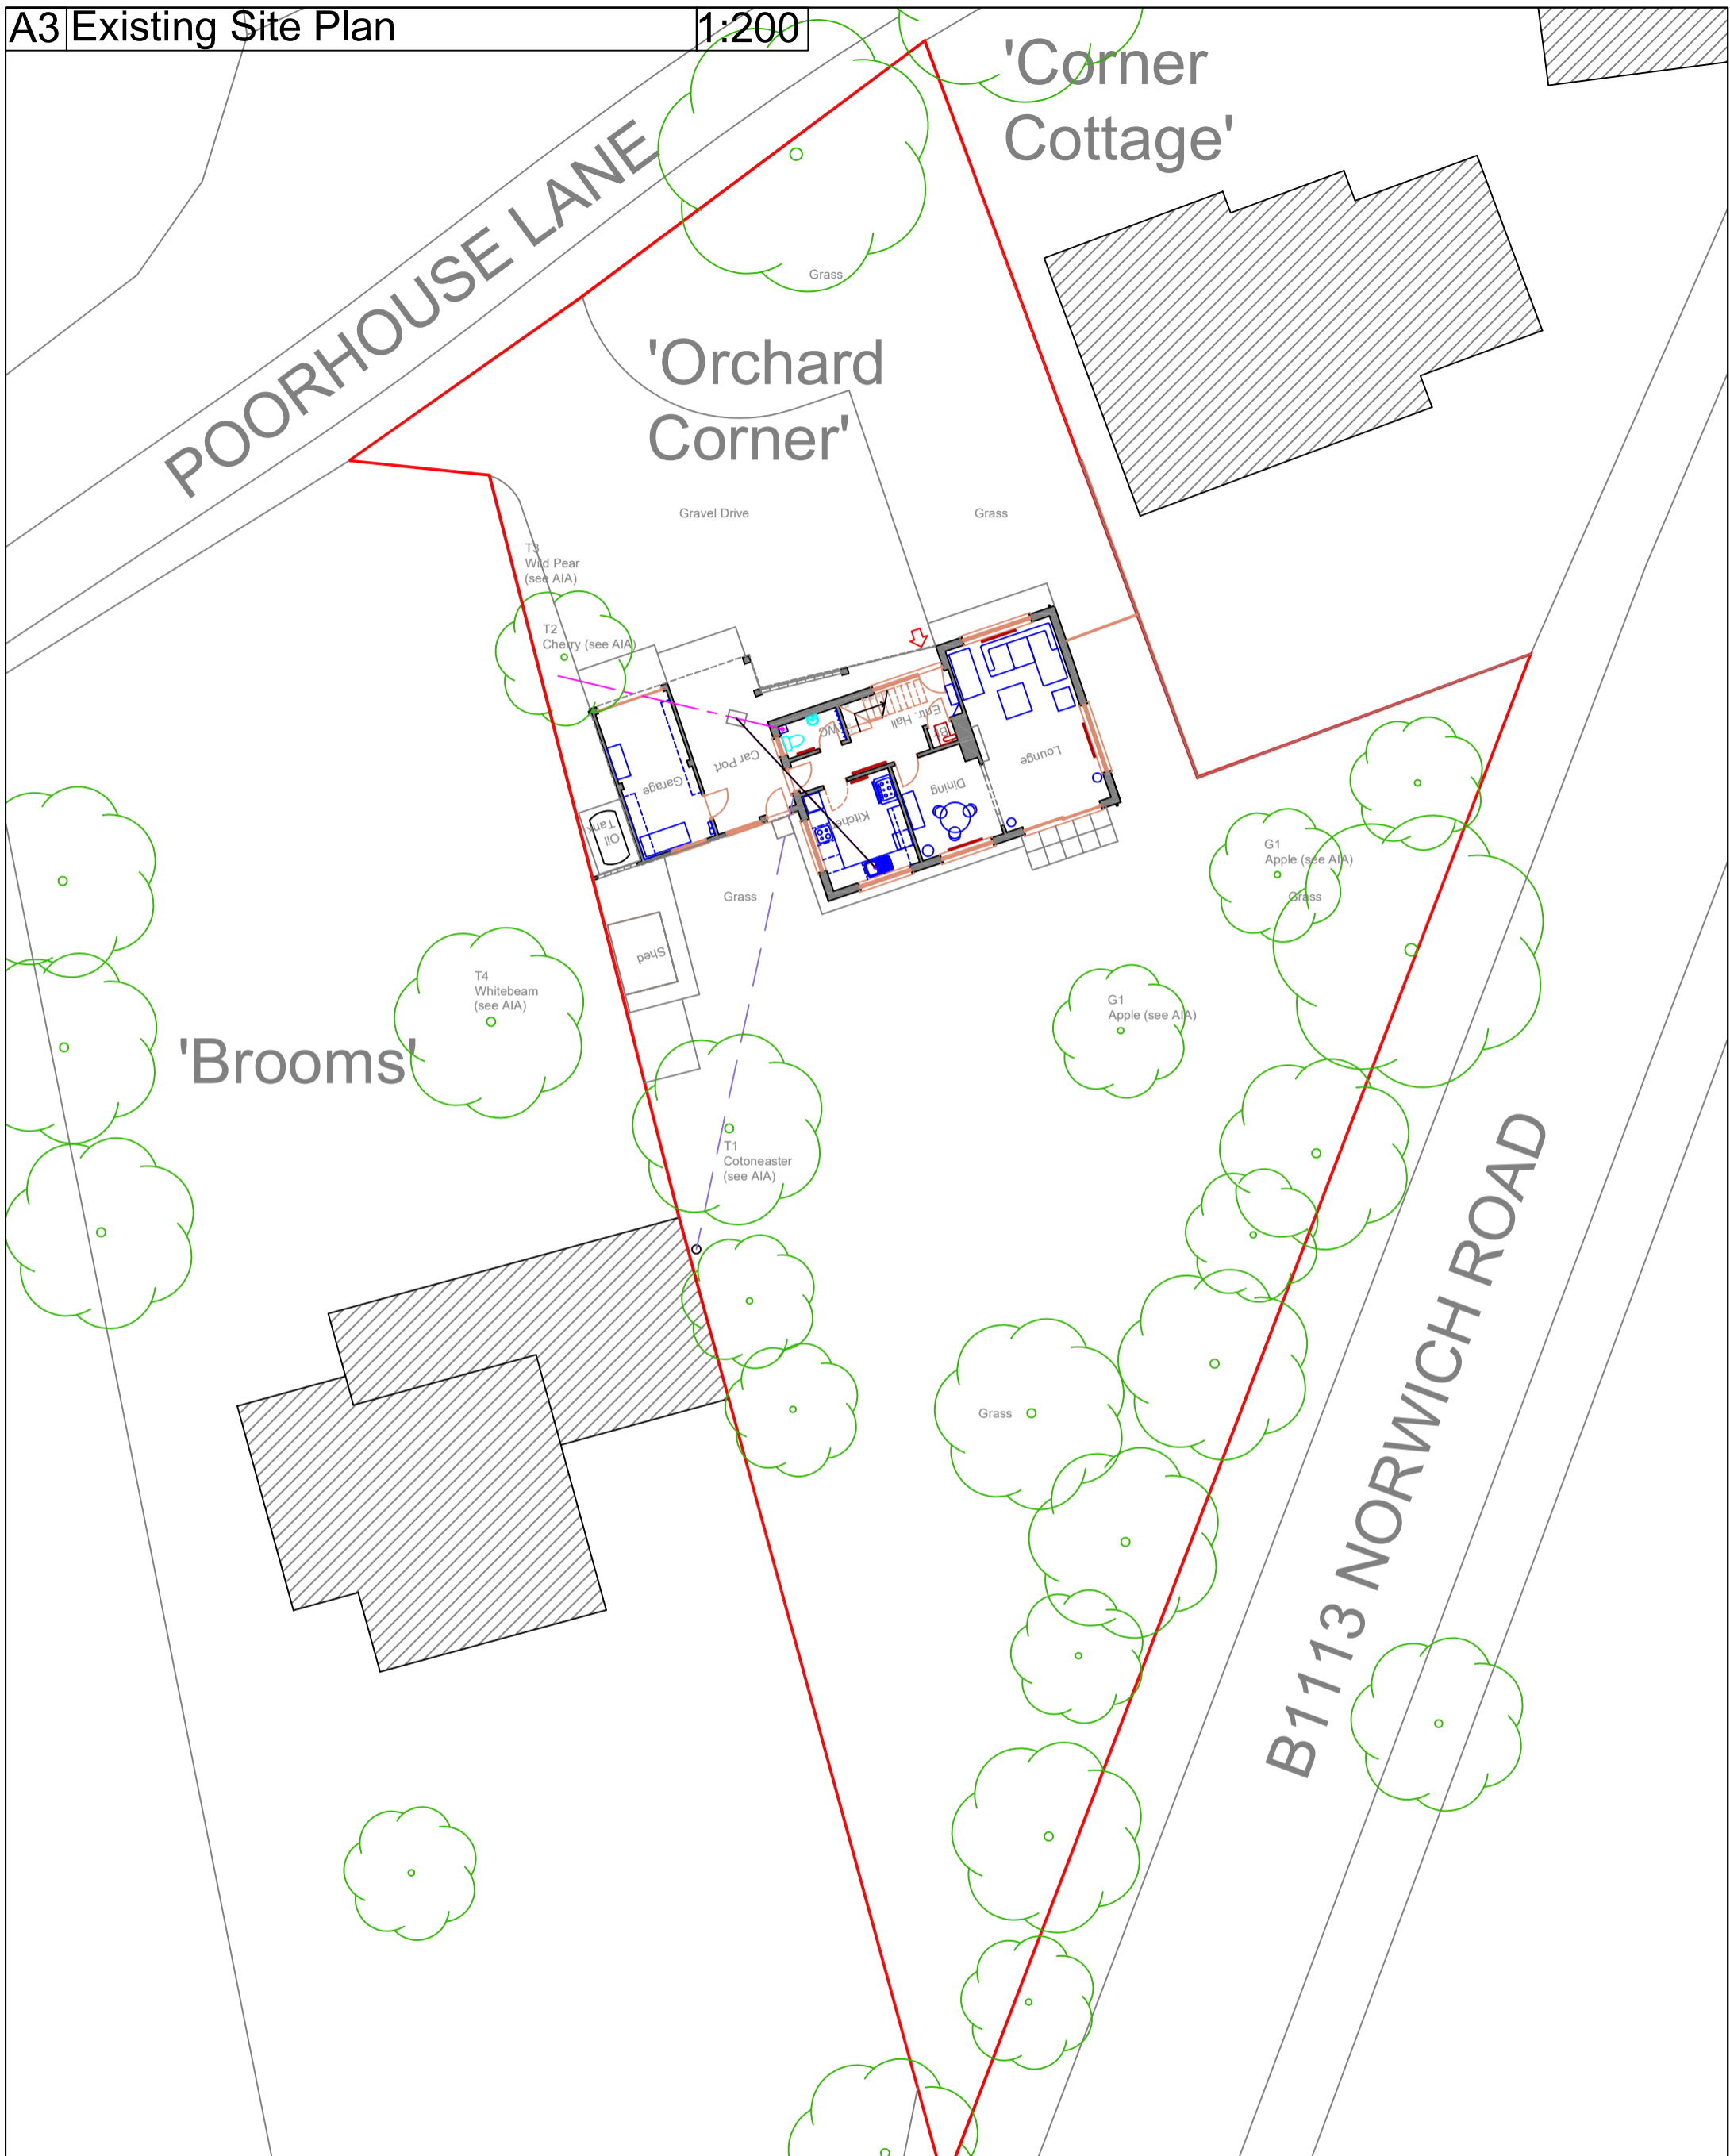 A3 Existing Site Plan 1:200
'Corner
Cottage'
POORHOUSE LANE
Grass
'Orchard
Corner'
Gravel Drive
Grass
T3
Wild Pear
(see AIA)
T2
Cherry (see AIA)
WC
Entr. Hall
Br
Lounge
Car Port
Garage
Dining
Kitchen
Oil
Tank
G1
Apple (see AIA)
Grass
Grass
Shed
T4
Whitebeam
(see AIA)
G1
Apple (see AIA)
'Brooms'
T1
Cotoneaster
(see AIA)
B1113 NORWICH ROAD
Grass